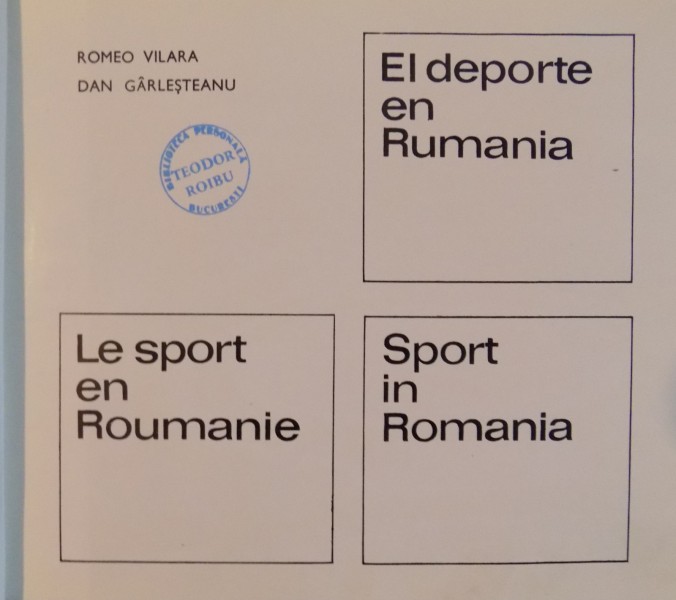 ROMEO VILARA
DAN GÂRLEȘTEANU
BIBLIOTECA PERSONALĂ
TEODOR
ROIBU
BUCUREȘTI
El deporte
en
Rumania
Le sport
en
Roumanie
Sport
in
Romania